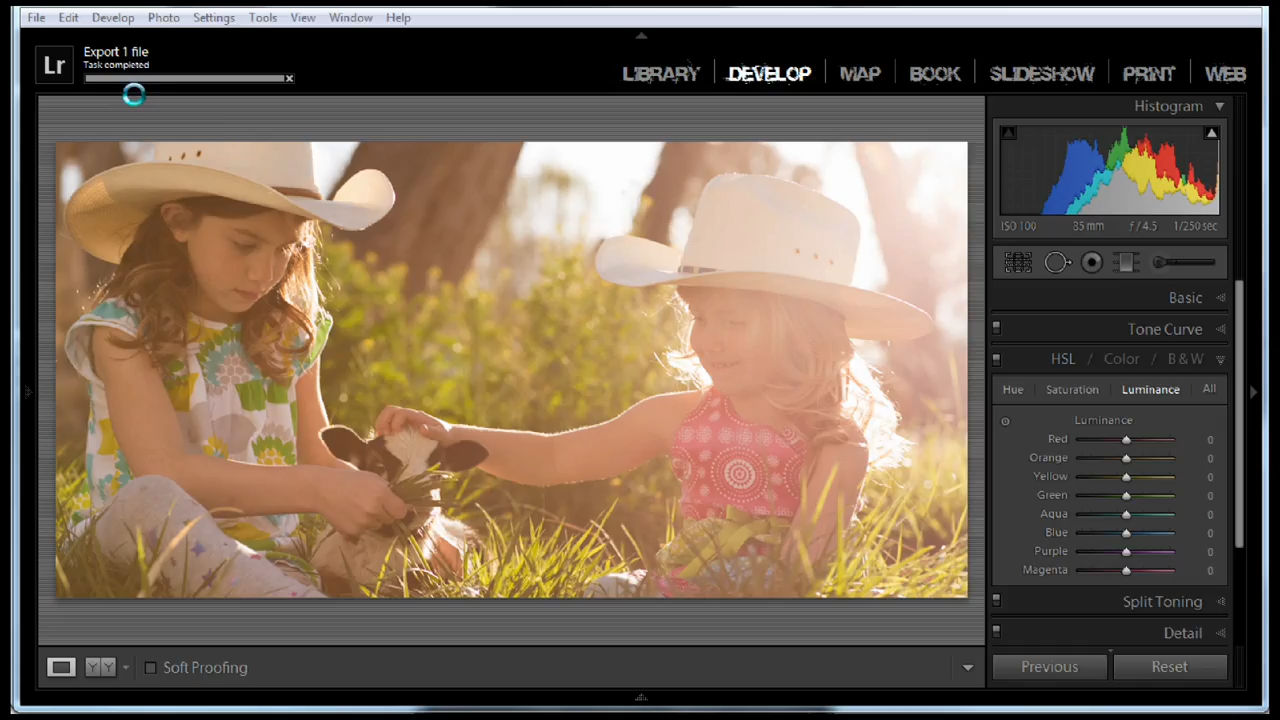 File Edit Develop Photo Settings Tools View Window Help
Lr
Export 1 file
Task completed
LIBRARY DEVELOP MAP BOOK SLIDESHOW PRINT WEB
Histogram
ISO 100 85 mm f / 4.5 1/250 sec
Basic
Tone Curve
HSL / Color / B & W
Hue Saturation Luminance All
Luminance
Red 0
Orange 0
Yellow 0
Green 0
Aqua 0
Blue 0
Purple 0
Magenta 0
Split Toning
Detail
Y Y Soft Proofing
Previous Reset